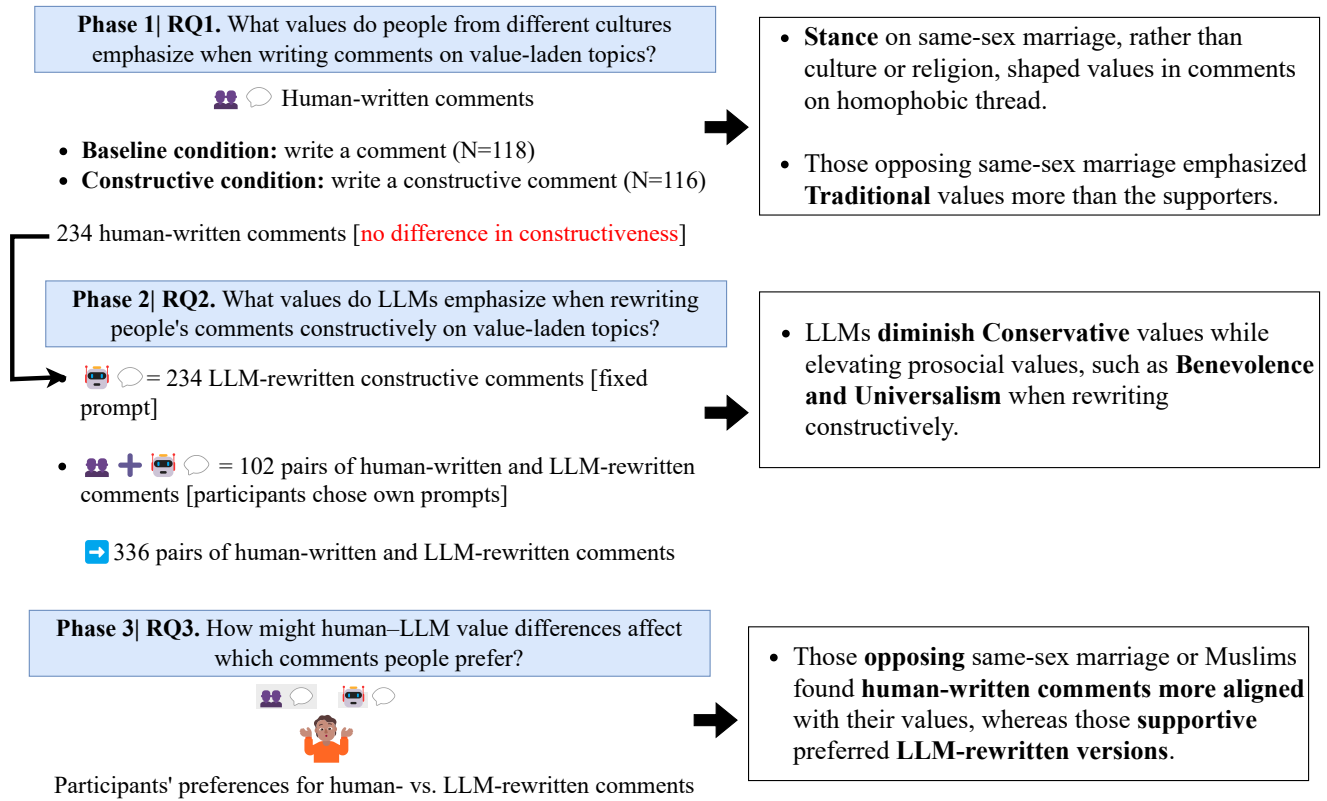 Phase 1| RQ1. What values do people from different cultures
emphasize when writing comments on value-laden topics?
Human-written comments
• Baseline condition: write a comment (N=118)
• Constructive condition: write a constructive comment (N=116)
234 human-written comments [no difference in constructiveness]
• Stance on same-sex marriage, rather than
culture or religion, shaped values in comments
on homophobic thread.
• Those opposing same-sex marriage emphasized
Traditional values more than the supporters.
Phase 2| RQ2. What values do LLMs emphasize when rewriting
people's comments constructively on value-laden topics?
• = 234 LLM-rewritten constructive comments [fixed
prompt]
• = 102 pairs of human-written and LLM-rewritten
comments [participants chose own prompts]
336 pairs of human-written and LLM-rewritten comments
• LLMs diminish Conservative values while
elevating prosocial values, such as Benevolence
and Universalism when rewriting
constructively.
Phase 3| RQ3. How might human–LLM value differences affect
which comments people prefer?
Participants' preferences for human- vs. LLM-rewritten comments
• Those opposing same-sex marriage or Muslims
found human-written comments more aligned
with their values, whereas those supportive
preferred LLM-rewritten versions.